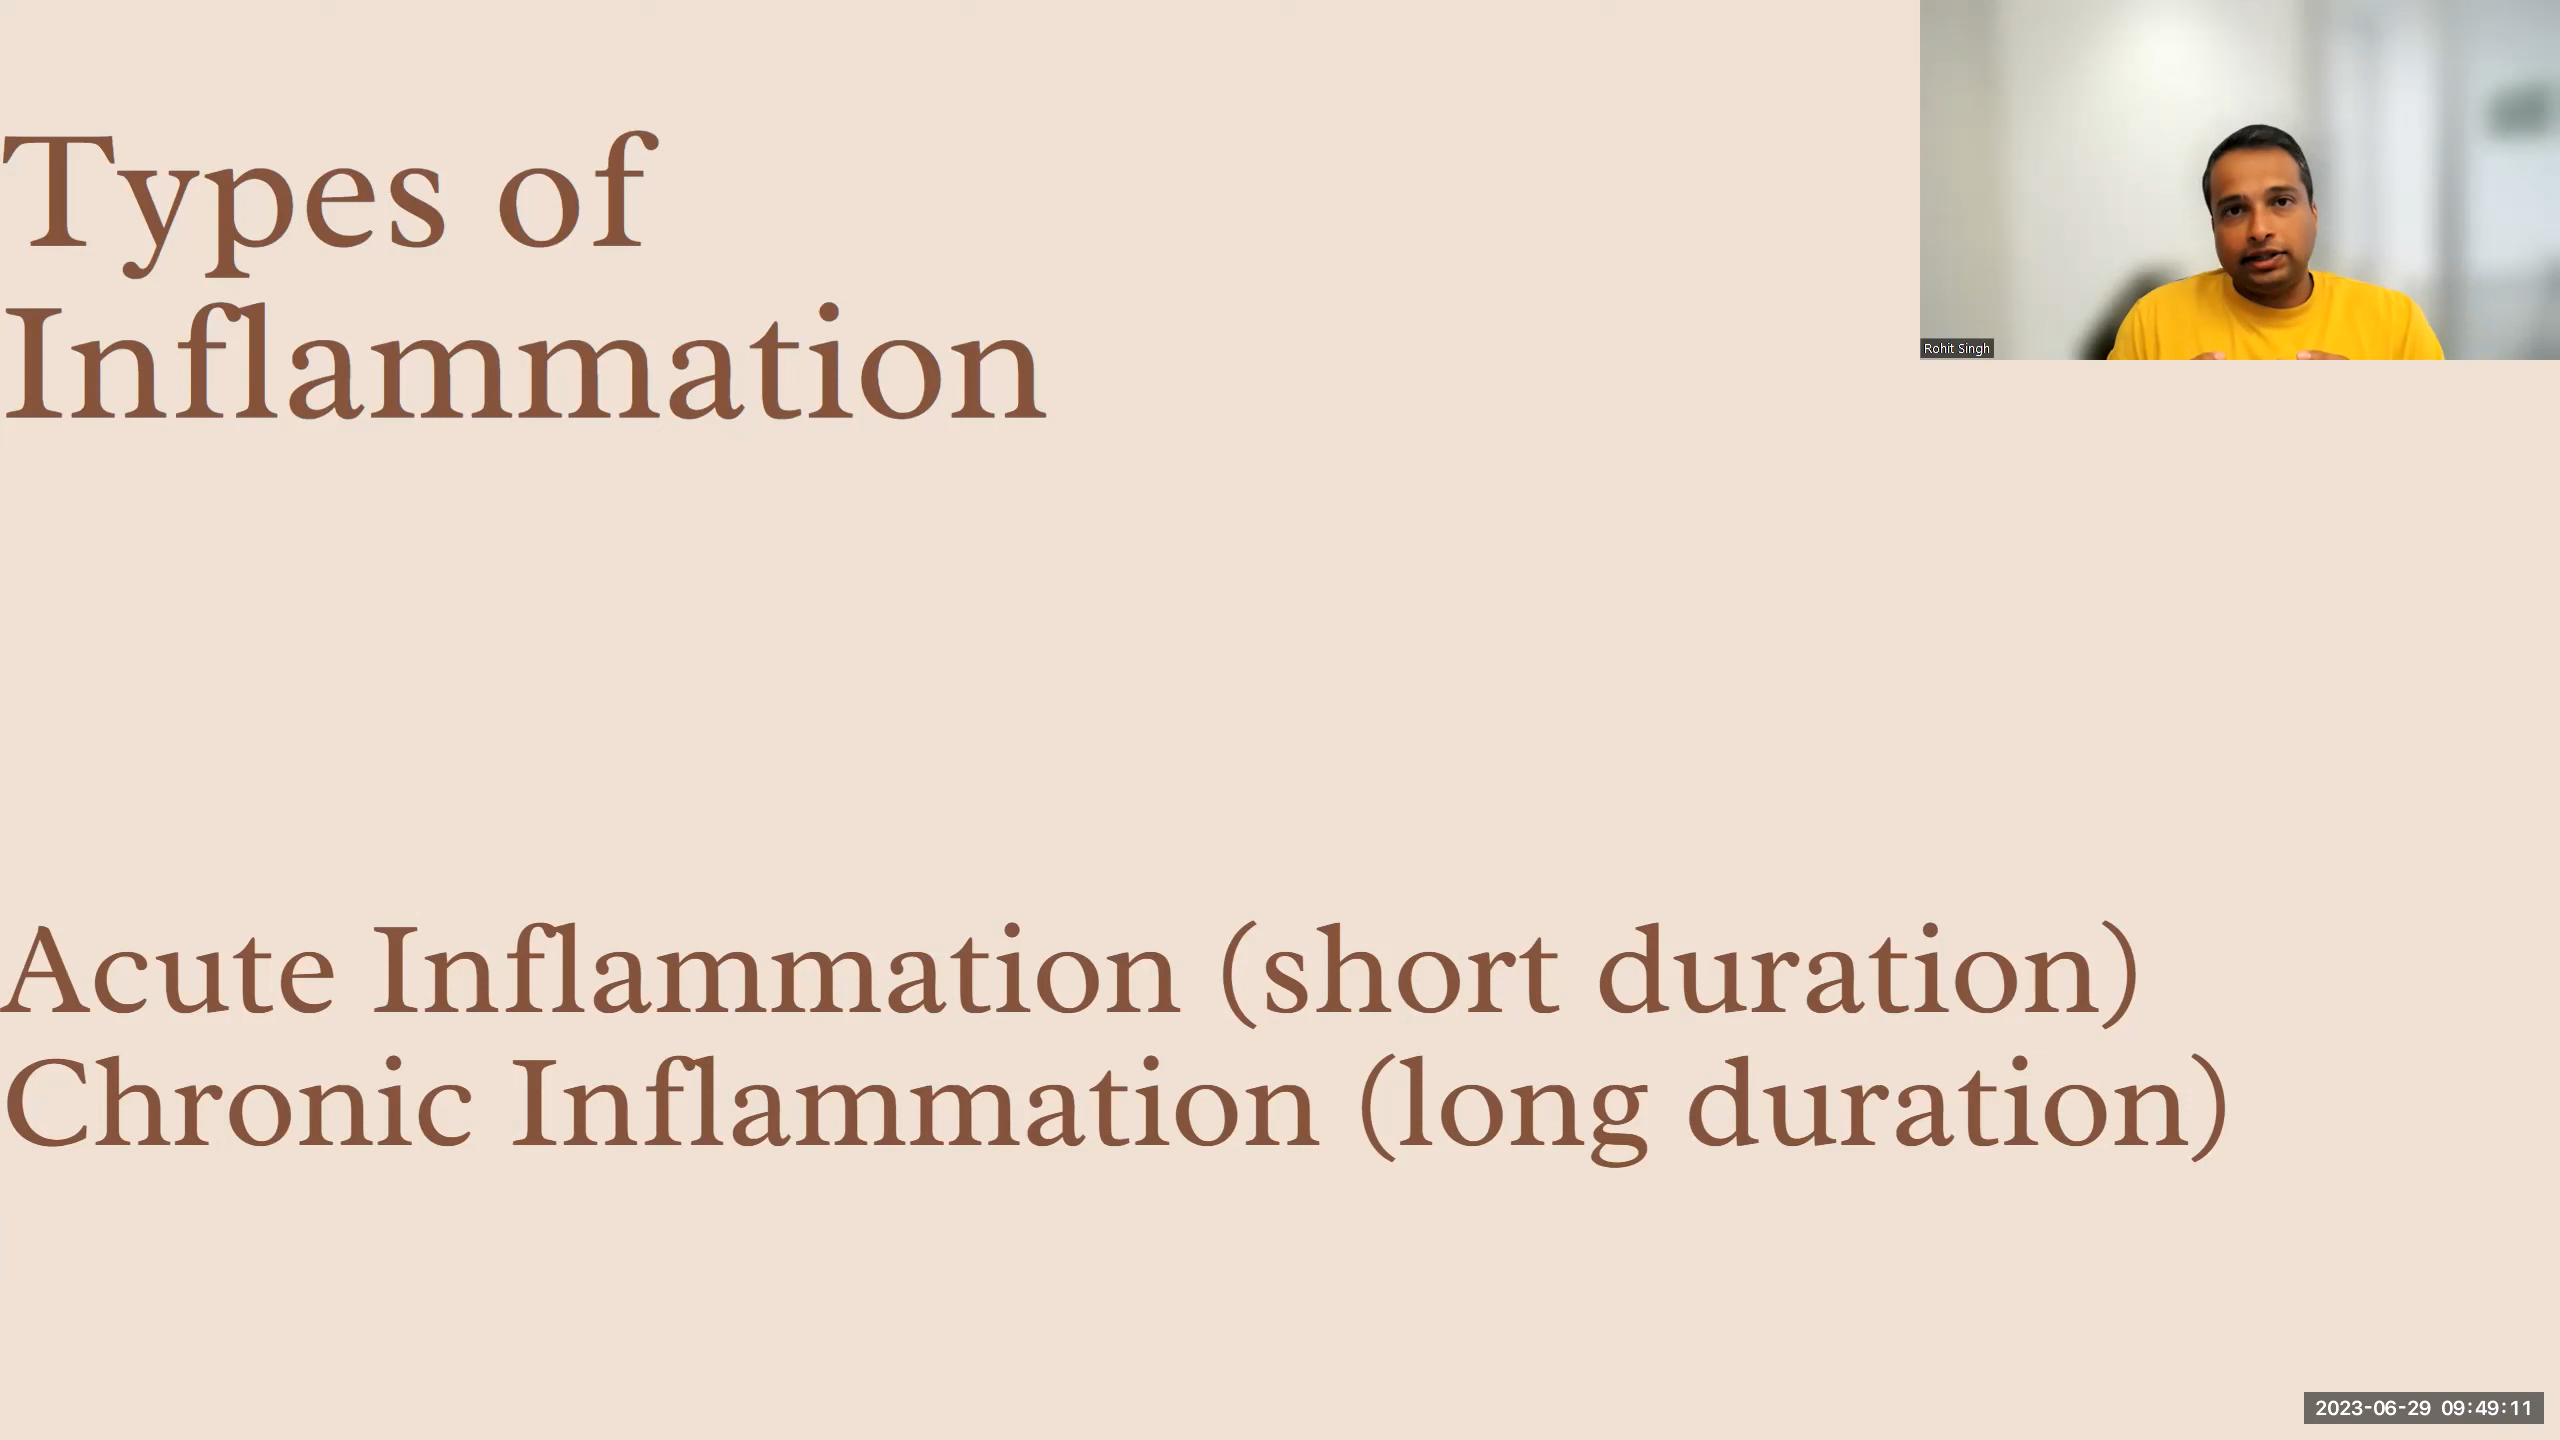 Types of
Inflammation
Rohit Singh
Acute Inflammation (short duration)
Chronic Inflammation (long duration)
2023-06-29 09:49:11